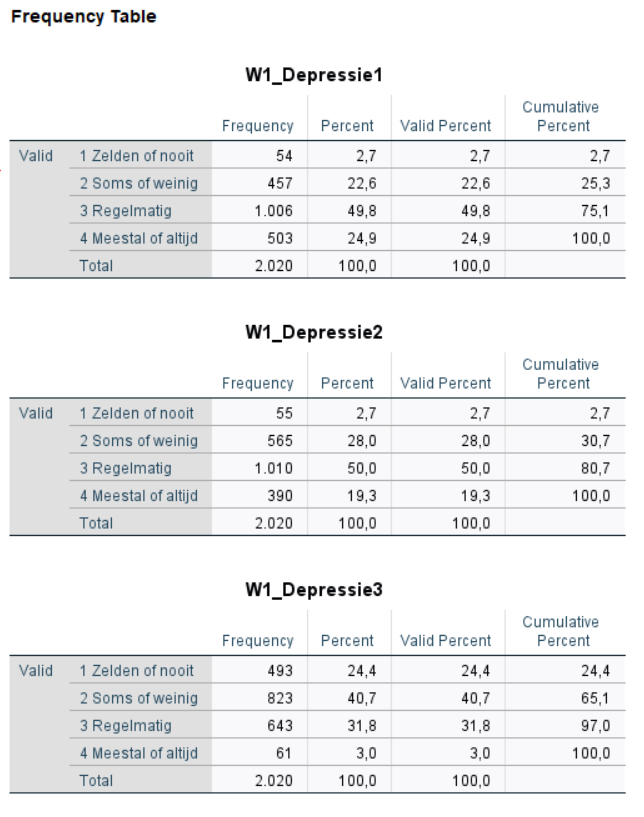 Frequency Table
W1_Depressie1
Frequency Percent Valid Percent Cumulative Percent
Valid 1 Zelden of nooit 54 2,7 2,7 2,7
2 Soms of weinig 457 22,6 22,6 25,3
3 Regelmatig 1.006 49,8 49,8 75,1
4 Meestal of altijd 503 24,9 24,9 100,0
Total 2.020 100,0 100,0
W1_Depressie2
Frequency Percent Valid Percent Cumulative Percent
Valid 1 Zelden of nooit 55 2,7 2,7 2,7
2 Soms of weinig 565 28,0 28,0 30,7
3 Regelmatig 1.010 50,0 50,0 80,7
4 Meestal of altijd 390 19,3 19,3 100,0
Total 2.020 100,0 100,0
W1_Depressie3
Frequency Percent Valid Percent Cumulative Percent
Valid 1 Zelden of nooit 493 24,4 24,4 24,4
2 Soms of weinig 823 40,7 40,7 65,1
3 Regelmatig 643 31,8 31,8 97,0
4 Meestal of altijd 61 3,0 3,0 100,0
Total 2.020 100,0 100,0